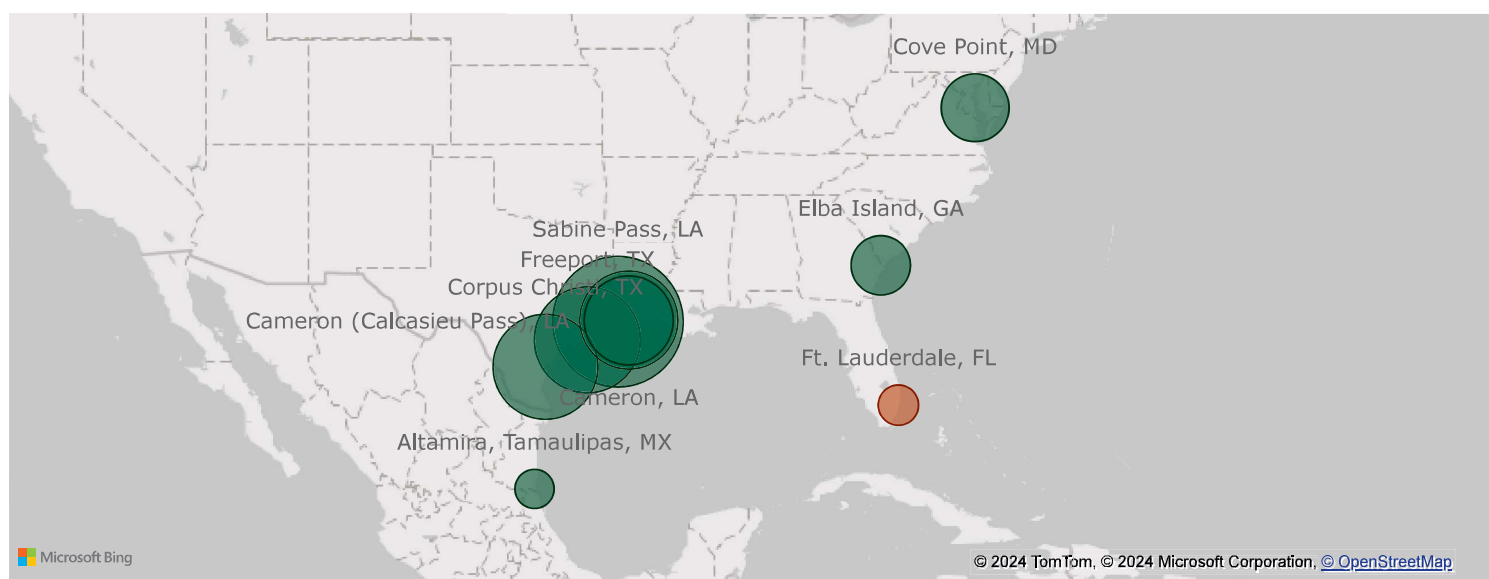 Cove Point, MD
Elba Island, GA
Sabine Pass, LA
Freeport, TX
Corpus Christi, TX
Cameron (Calcasieu Pass), LA
Ft. Lauderdale, FL
Cameron, LA
Altamira, Tamaulipas, MX
Microsoft Bing
© 2024 TomTom, © 2024 Microsoft Corporation, © OpenStreetMap